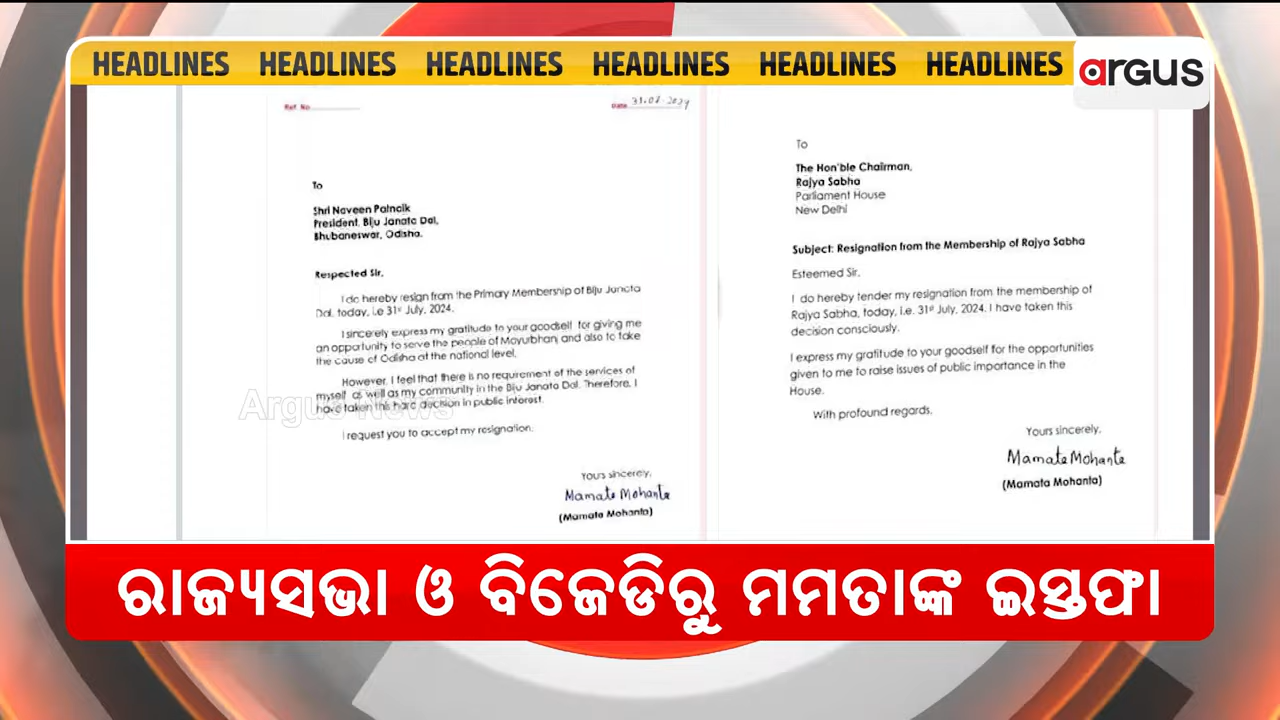 HEADLINES HEADLINES HEADLINES HEADLINES HEADLINES HEADLINES
argus
Ref No
Date 31.07.2024
To
Shri Naveen Patnaik
President, Biju Janata Dal,
Bhubaneswar, Odisha.
Respected Sir,
I do hereby resign from the Primary Membership of Biju Janata
Dal, today, i.e 31st July, 2024.
I sincerely express my gratitude to your goodself for giving me
an opportunity to serve the people of Mayurbhanj and also to take
the cause of Odisha at the national level.
However, I feel that there is no requirement of the services of
myself as well as my community in the Biju Janata Dal. Therefore, I
have taken this hard decision in public interest.
I request you to accept my resignation.
Yours sincerely,
Mamata Mohanta
(Mamata Mohanta)
To
The Hon'ble Chairman,
Rajya Sabha
Parliament House
New Delhi
Subject: Resignation from the Membership of Rajya Sabha
Esteemed Sir,
I do hereby tender my resignation from the membership of
Rajya Sabha, today, i.e. 31st July, 2024. I have taken this
decision consciously.
I express my gratitude to your goodself for the opportunities
given to me to raise issues of public importance in the
House.
With profound regards,
Yours sincerely,
Mamata Mohanta
(Mamata Mohanta)
Argus News
ରାଜ୍ୟସଭା ଓ ବିଜେଡିରୁ ମମତାଙ୍କ ଇସ୍ତଫା